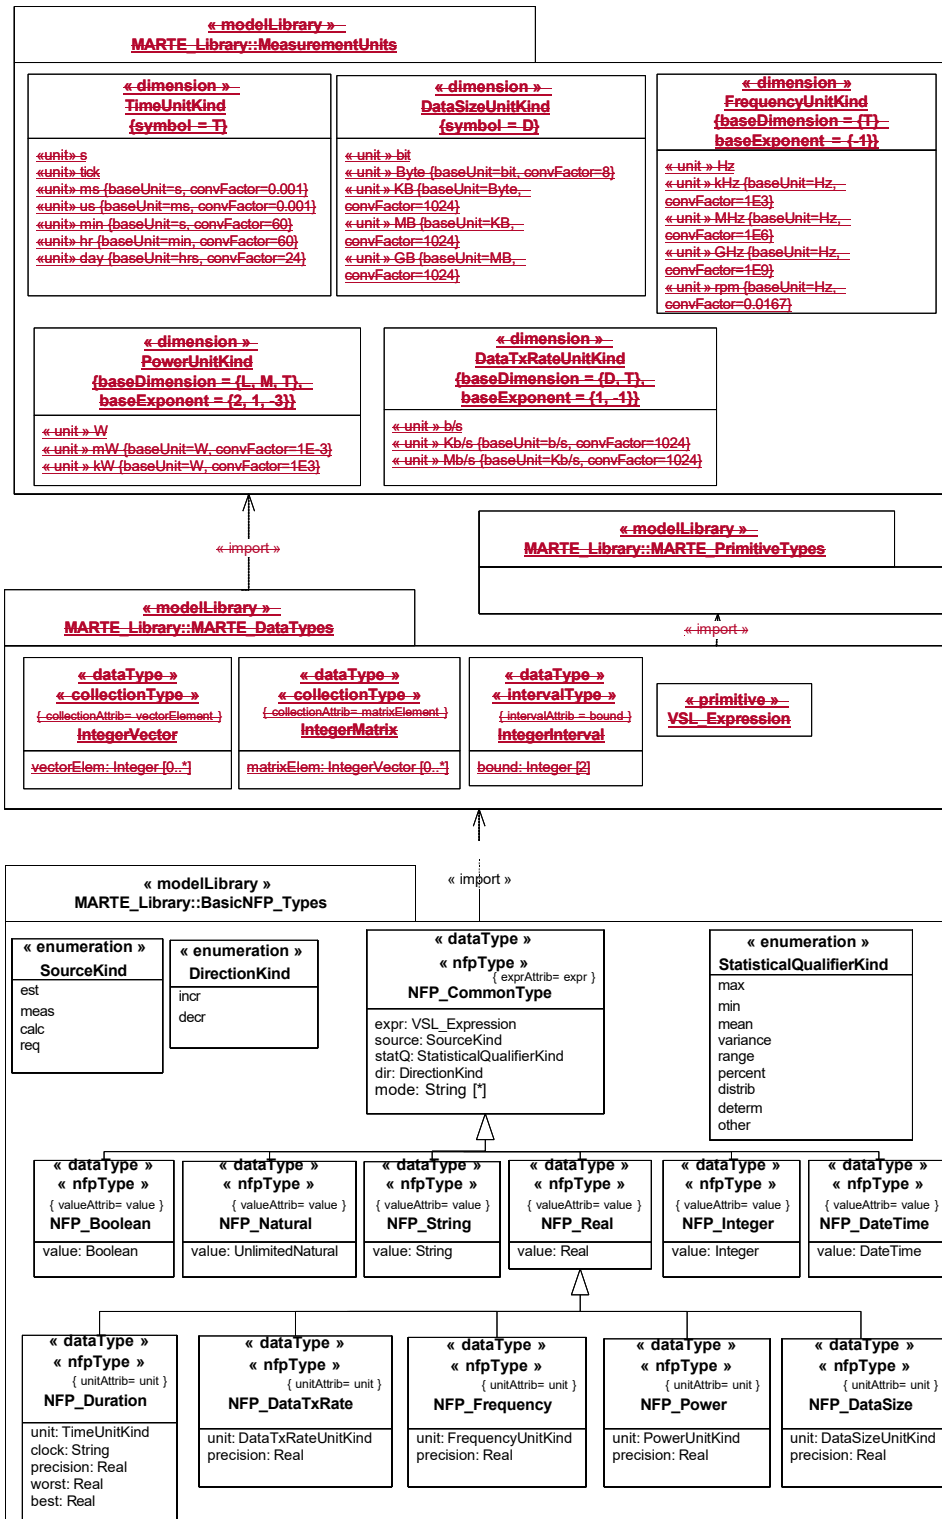 « modelLibrary »
MARTE_Library::MeasurementUnits
« dimension »
TimeUnitKind
{symbol = T}
«unit» s
«unit» tick
«unit» ms {baseUnit=s, convFactor=0.001}
«unit» us {baseUnit=ms, convFactor=0.001}
«unit» min {baseUnit=s, convFactor=60}
«unit» hr {baseUnit=min, convFactor=60}
«unit» day {baseUnit=hrs, convFactor=24}
« dimension »
DataSizeUnitKind
{symbol = D}
« unit » bit
« unit » Byte {baseUnit=bit, convFactor=8}
« unit » KB {baseUnit=Byte,
convFactor=1024}
« unit » MB {baseUnit=KB,
convFactor=1024}
« unit » GB {baseUnit=MB,
convFactor=1024}
« dimension »
FrequencyUnitKind
{baseDimension = {T}
baseExponent = {-1}}
« unit » Hz
« unit » kHz {baseUnit=Hz,
convFactor=1E3}
« unit » MHz {baseUnit=Hz,
convFactor=1E6}
« unit » GHz {baseUnit=Hz,
convFactor=1E9}
« unit » rpm {baseUnit=Hz,
convFactor=0.0167}
« dimension »
PowerUnitKind
{baseDimension = {L, M, T},
baseExponent = {2, 1, -3}}
« unit » W
« unit » mW {baseUnit=W, convFactor=1E-3}
« unit » kW {baseUnit=W, convFactor=1E3}
« dimension »
DataTxRateUnitKind
{baseDimension = {D, T},
baseExponent = {1, -1}}
« unit » b/s
« unit » Kb/s {baseUnit=b/s, convFactor=1024}
« unit » Mb/s {baseUnit=Kb/s, convFactor=1024}
« import »
« modelLibrary »
MARTE_Library::MARTE_PrimitiveTypes
« import »
« modelLibrary »
MARTE_Library::MARTE_DataTypes
« dataType »
« collectionType »
{ collectionAttrib= vectorElement }
IntegerVector
vectorElem: Integer [0..*]
« dataType »
« collectionType »
{ collectionAttrib= matrixElement }
IntegerMatrix
matrixElem: IntegerVector [0..*]
« dataType »
« intervalType »
{ intervalAttrib = bound }
IntegerInterval
bound: Integer [2]
« primitive »
VSL_Expression
« import »
« modelLibrary »
MARTE_Library::BasicNFP_Types
« enumeration »
SourceKind
est
meas
calc
req
« enumeration »
DirectionKind
incr
decr
« dataType »
« nfpType »
{ exprAttrib= expr }
NFP_CommonType
expr: VSL_Expression
source: SourceKind
statQ: StatisticalQualifierKind
dir: DirectionKind
mode: String [*]
« enumeration »
StatisticalQualifierKind
max
min
mean
variance
range
percent
distrib
determ
other
« dataType »
« nfpType »
{ valueAttrib= value }
NFP_Boolean
value: Boolean
« dataType »
« nfpType »
{ valueAttrib= value }
NFP_Natural
value: UnlimitedNatural
« dataType »
« nfpType »
{ valueAttrib= value }
NFP_String
value: String
« dataType »
« nfpType »
{ valueAttrib= value }
NFP_Real
value: Real
« dataType »
« nfpType »
{ valueAttrib= value }
NFP_Integer
value: Integer
« dataType »
« nfpType »
{ valueAttrib= value }
NFP_DateTime
value: DateTime
« dataType »
« nfpType »
{ unitAttrib= unit }
NFP_Duration
unit: TimeUnitKind
clock: String
precision: Real
worst: Real
best: Real
« dataType »
« nfpType »
{ unitAttrib= unit }
NFP_DataTxRate
unit: DataTxRateUnitKind
precision: Real
« dataType »
« nfpType »
{ unitAttrib= unit }
NFP_Frequency
unit: FrequencyUnitKind
precision: Real
« dataType »
« nfpType »
{ unitAttrib= unit }
NFP_Power
unit: PowerUnitKind
precision: Real
« dataType »
« nfpType »
{ unitAttrib= unit }
NFP_DataSize
unit: DataSizeUnitKind
precision: Real